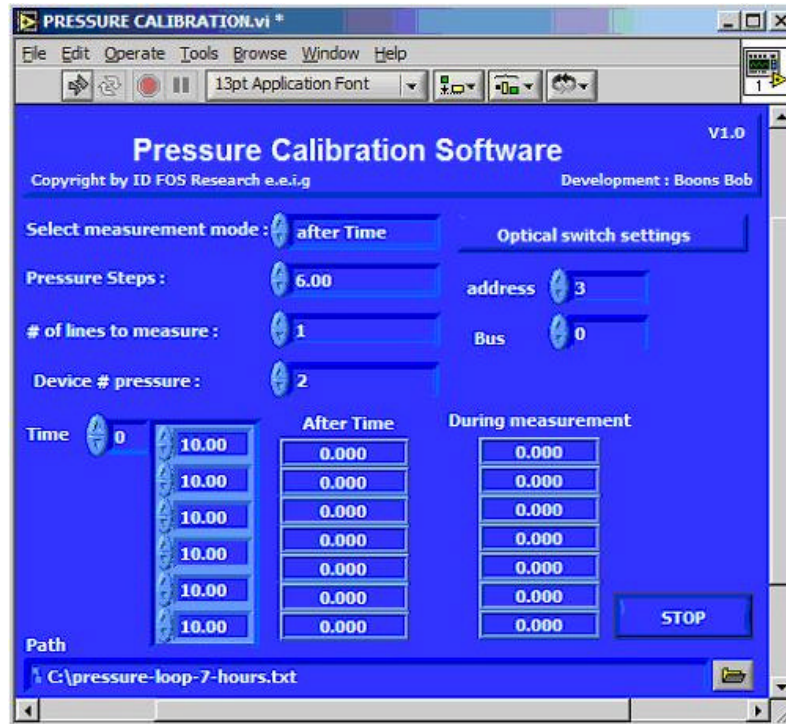 PRESSURE CALIBRATION.vi *
File Edit Operate Tools Browse Window Help
13pt Application Font
1
V1.0
Pressure Calibration Software
Copyright by ID FOS Research e.e.i.g Development : Boons Bob
Select measurement mode : after Time
Optical switch settings
Pressure Steps : 6.00
address 3
# of lines to measure : 1
Bus 0
Device # pressure : 2
Time 0
After Time During measurement
10.00 0.000 0.000
10.00 0.000 0.000
10.00 0.000 0.000
10.00 0.000 0.000
10.00 0.000 0.000
10.00 0.000 0.000
0.000 0.000
STOP
Path
C:\pressure-loop-7-hours.txt